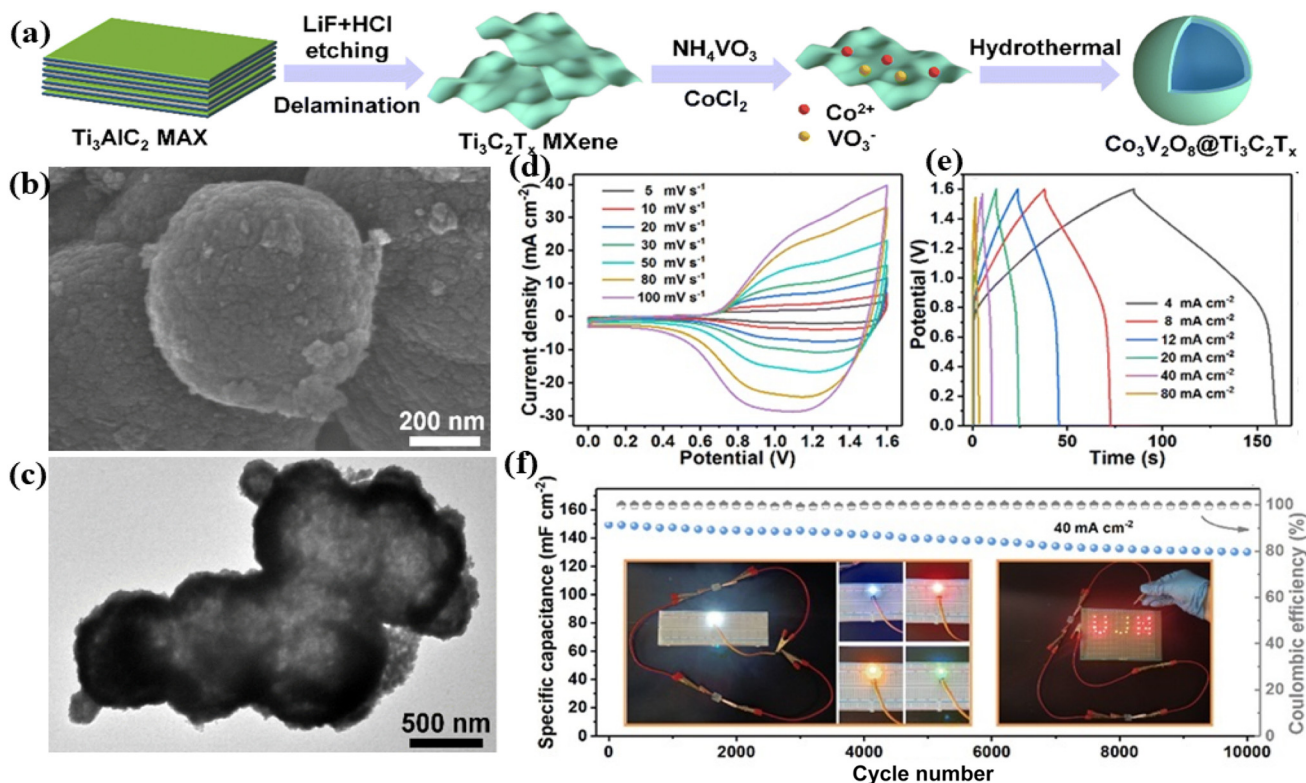 (a)
LiF+HCl
etching
Delamination
NH₄VO₃
CoCl₂
Hydrothermal
Co²⁺
VO₃⁻
Ti₃AlC₂ MAX
Ti₃C₂Tₓ MXene
Co₃V₂O₈@Ti₃C₂Tₓ
(b)
200 nm
(c)
500 nm
(d)
Current density (mA cm⁻²)
40
30
20
10
0
-10
-20
-30
5 mV s⁻¹
10 mV s⁻¹
20 mV s⁻¹
30 mV s⁻¹
50 mV s⁻¹
80 mV s⁻¹
100 mV s⁻¹
0.0 0.2 0.4 0.6 0.8 1.0 1.2 1.4 1.6
Potential (V)
(e)
Potential (V)
1.8
1.6
1.4
1.2
1.0
0.8
0.6
0.4
0.2
0.0
4 mA cm⁻²
8 mA cm⁻²
12 mA cm⁻²
20 mA cm⁻²
40 mA cm⁻²
80 mA cm⁻²
0 50 100 150
Time (s)
(f)
Specific capacitance (mF cm⁻²)
160
140
120
100
80
60
40
20
0
40 mA cm⁻²
UJN
100
80
60
40
20
0
Coulombic efficiency (%)
0 2000 4000 6000 8000 10000
Cycle number